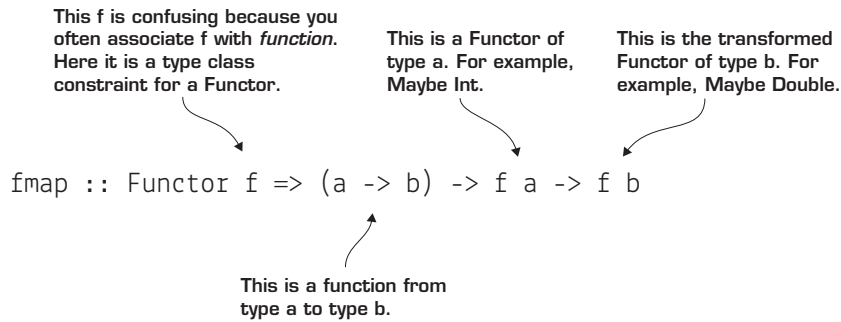 This f is confusing because you
often associate f with function.
Here it is a type class
constraint for a Functor.
This is a Functor of
type a. For example,
Maybe Int.
This is the transformed
Functor of type b. For
example, Maybe Double.
fmap :: Functor f => (a -> b) -> f a -> f b
This is a function from
type a to type b.